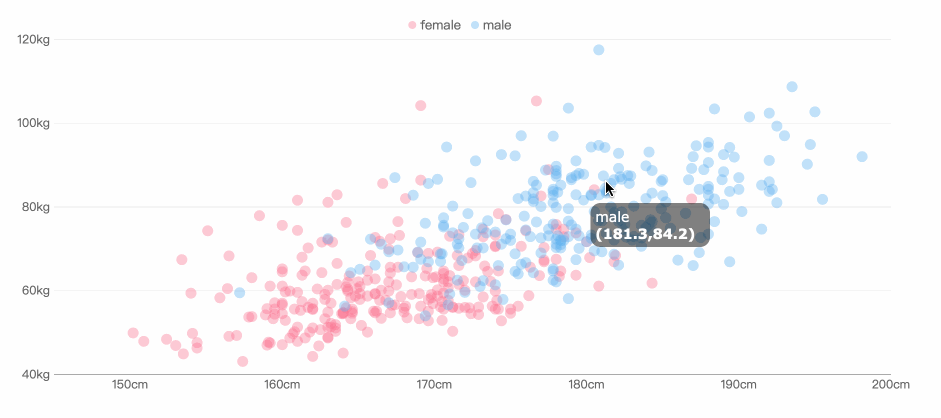 female male
120kg
100kg
80kg
male
(181.3,84.2)
60kg
40kg
150cm 160cm 170cm 180cm 190cm 200cm